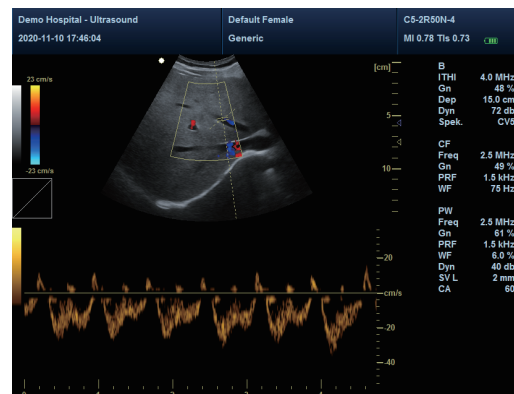 Demo Hospital - Ultrasound
2020-11-10 17:46:04
Default Female
Generic
C5-2R50N-4
MI 0.78 TIs 0.73
23 cm/s
-23 cm/s
[cm]
5
10
B
ITHI 4.0 MHz
Gn 48 %
Dep 15.0 cm
Dyn 72 db
Spek. CV5
CF
Freq 2.5 MHz
Gn 49 %
PRF 1.5 kHz
WF 75 Hz
PW
Freq 2.5 MHz
Gn 61 %
PRF 1.5 kHz
WF 6.0 %
Dyn 40 db
SV L 2 mm
CA 60
20
cm/s
-20
-40